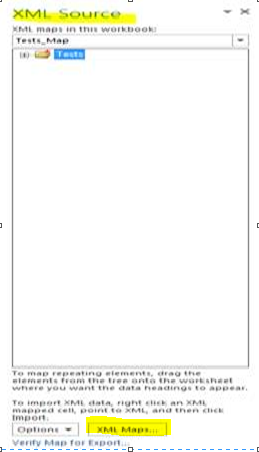 XML Source
XML maps in this workbook:
Tests_Map
Tests
To map repeating elements, drag the
elements from the tree onto the worksheet
where you want the data headings to appear.
To import XML data, right click an XML
mapped cell, point to XML, and then click
Import.
Options
XML Maps...
Verify Map for Export...